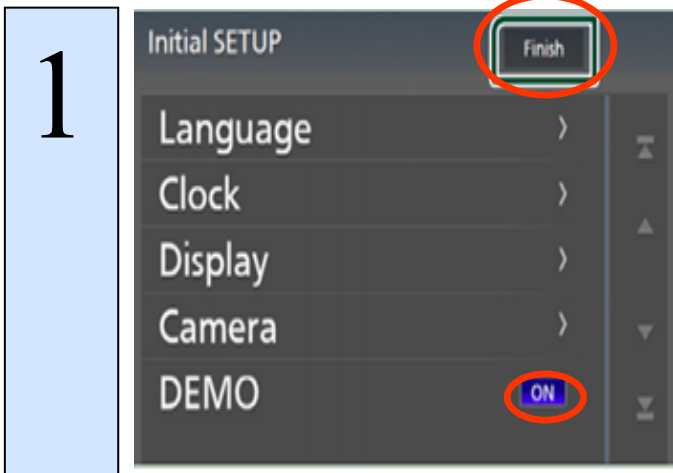 1
Initial SETUP
Finish
Language
Clock
Display
Camera
DEMO
ON